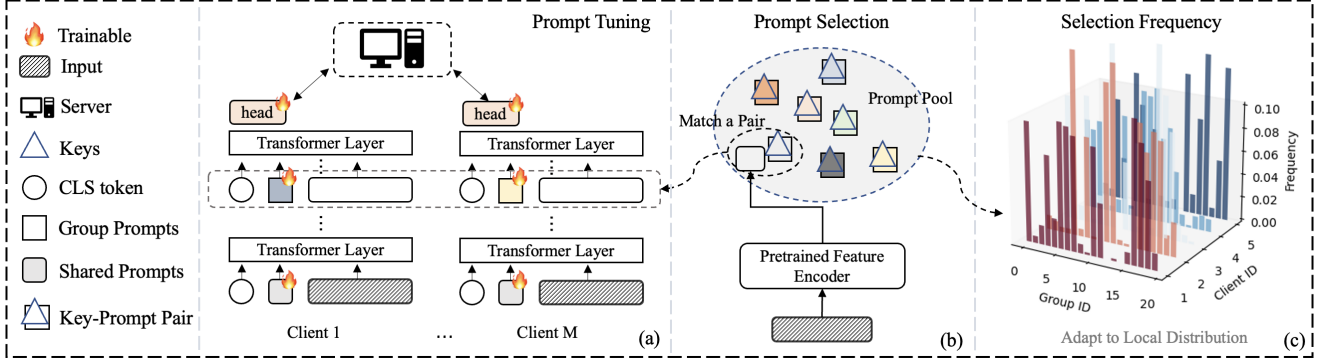 Trainable
Input
Server
Keys
CLS token
Group Prompts
Shared Prompts
Key-Prompt Pair
Prompt Tuning
head
head
Transformer Layer
Transformer Layer
Transformer Layer
Transformer Layer
Client 1
...
Client M
(a)
Prompt Selection
Prompt Pool
Match a Pair
Pretrained Feature
Encoder
(b)
Selection Frequency
0.10
0.08
0.06
0.04
0.02
0.00
Frequency
0
5
10
15
20
Group ID
1
2
3
4
5
Client ID
Adapt to Local Distribution
(c)